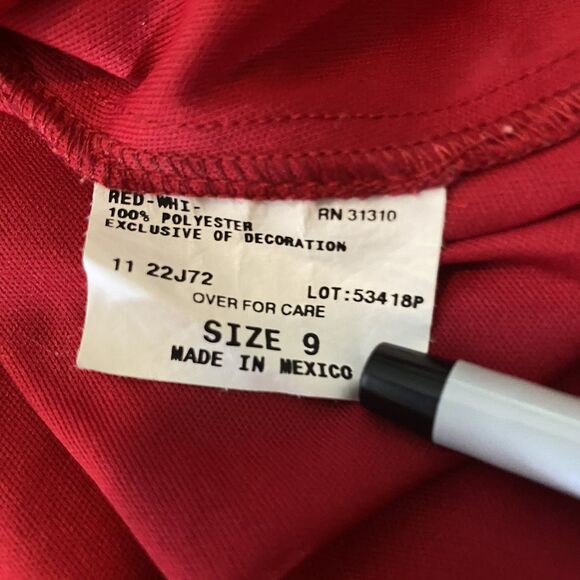 RED-WHI-
100% POLYESTER RN 31310
EXCLUSIVE OF DECORATION
11 22J72 LOT:53418P
OVER FOR CARE
SIZE 9
MADE IN MEXICO